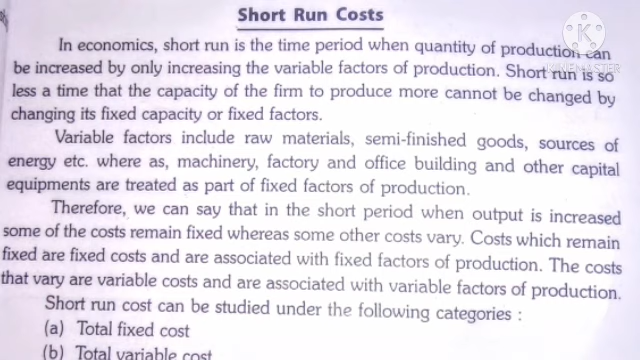 Short Run Costs
In economics, short run is the time period when quantity of production can
be increased by only increasing the variable factors of production. Short run is so
less a time that the capacity of the firm to produce more cannot be changed by
changing its fixed capacity or fixed factors.
Variable factors include raw materials, semi-finished goods, sources of
energy etc. where as, machinery, factory and office building and other capital
equipments are treated as part of fixed factors of production.
Therefore, we can say that in the short period when output is increased
some of the costs remain fixed whereas some other costs vary. Costs which remain
fixed are fixed costs and are associated with fixed factors of production. The costs
that vary are variable costs and are associated with variable factors of production.
Short run cost can be studied under the following categories :
(a) Total fixed cost
(b) Total variable cost
K
KINEMASTER